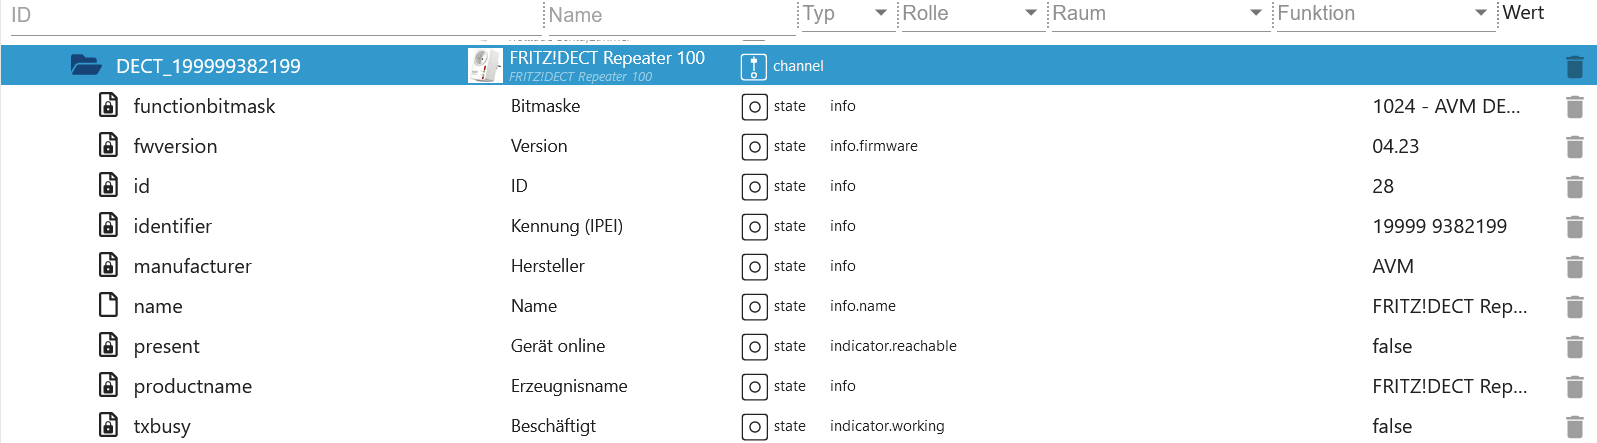 ID Name Typ Rolle Raum Funktion Wert
DECT_199999382199 FRITZ!DECT Repeater 100 channel
FRITZ!DECT Repeater 100
functionbitmask Bitmaske state info 1024 - AVM DE...
fwversion Version state info.firmware 04.23
id ID state info 28
identifier Kennung (IPEI) state info 19999 9382199
manufacturer Hersteller state info AVM
name Name state info.name FRITZ!DECT Rep...
present Gerät online state indicator.reachable false
productname Erzeugnisname state info FRITZ!DECT Rep...
txbusy Beschäftigt state indicator.working false